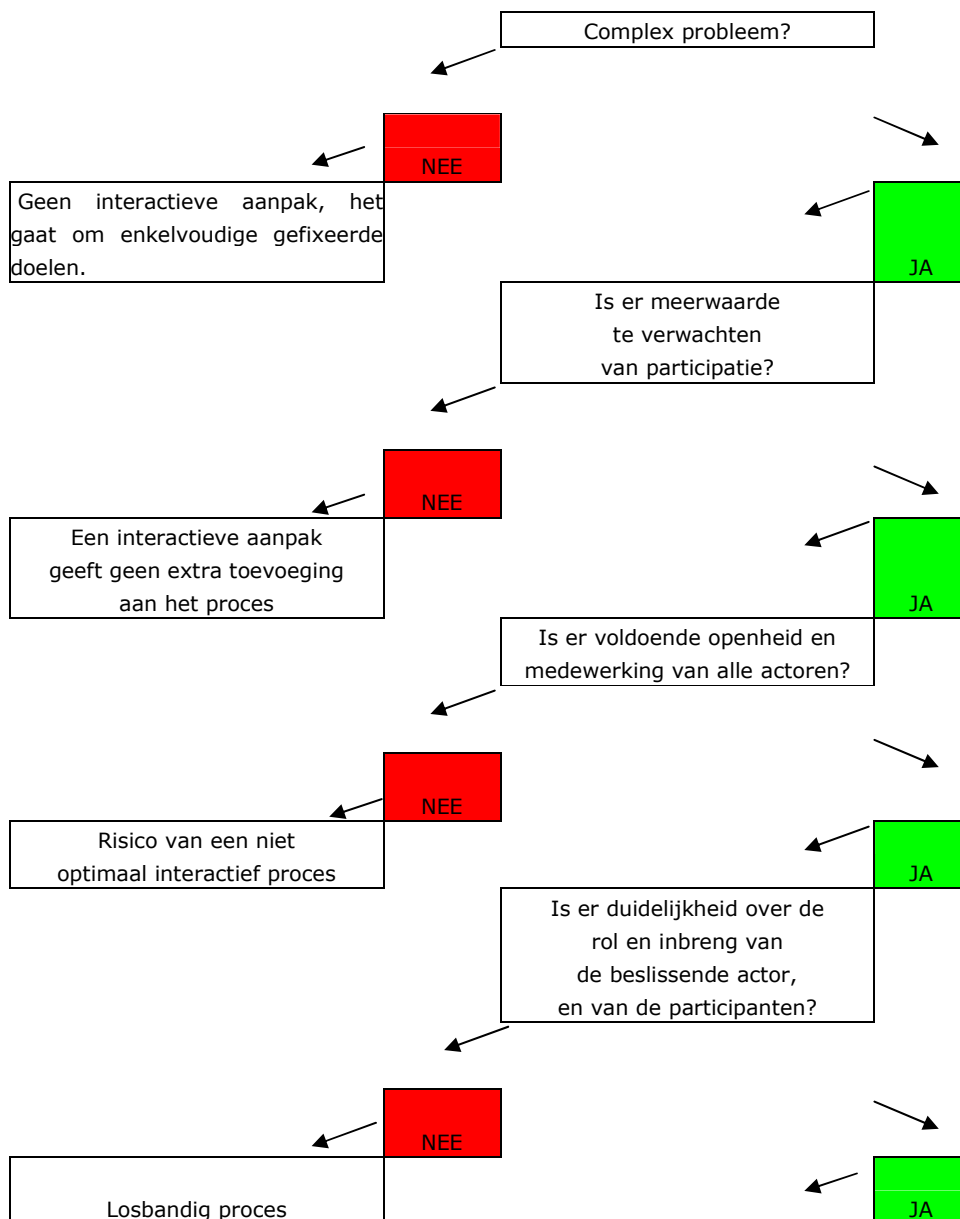 Complex probleem?
NEE
Geen interactieve aanpak, het
gaat om enkelvoudige gefixeerde
doelen.
JA
Is er meerwaarde
te verwachten
van participatie?
NEE
Een interactieve aanpak
geeft geen extra toevoeging
aan het proces
JA
Is er voldoende openheid en
medewerking van alle actoren?
NEE
Risico van een niet
optimaal interactief proces
JA
Is er duidelijkheid over de
rol en inbreng van
de beslissende actor,
en van de participanten?
NEE
Losbandig proces
JA